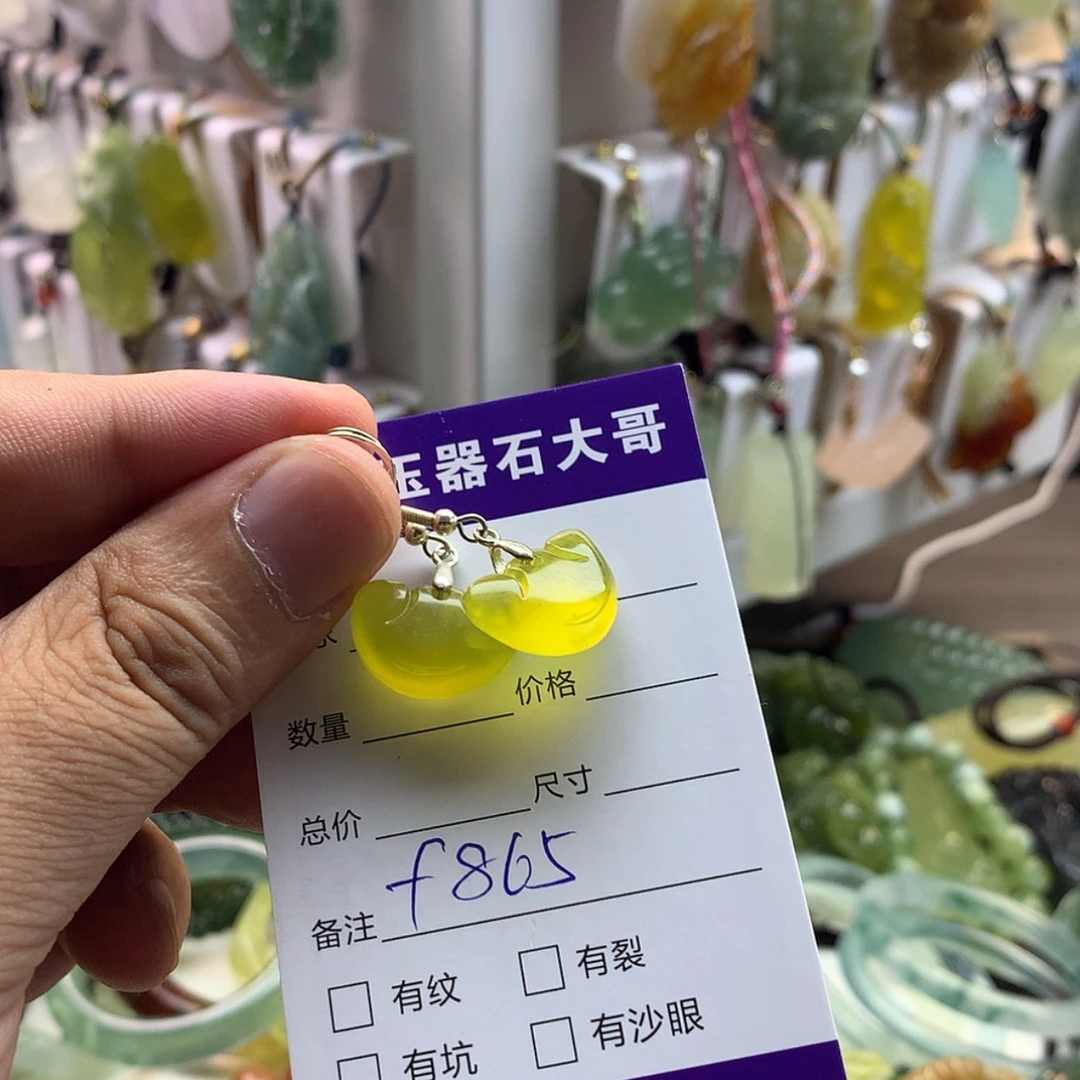 玉器石大哥
价格
数量
尺寸
总价
f865
备注
有纹 有裂
有坑 有沙眼